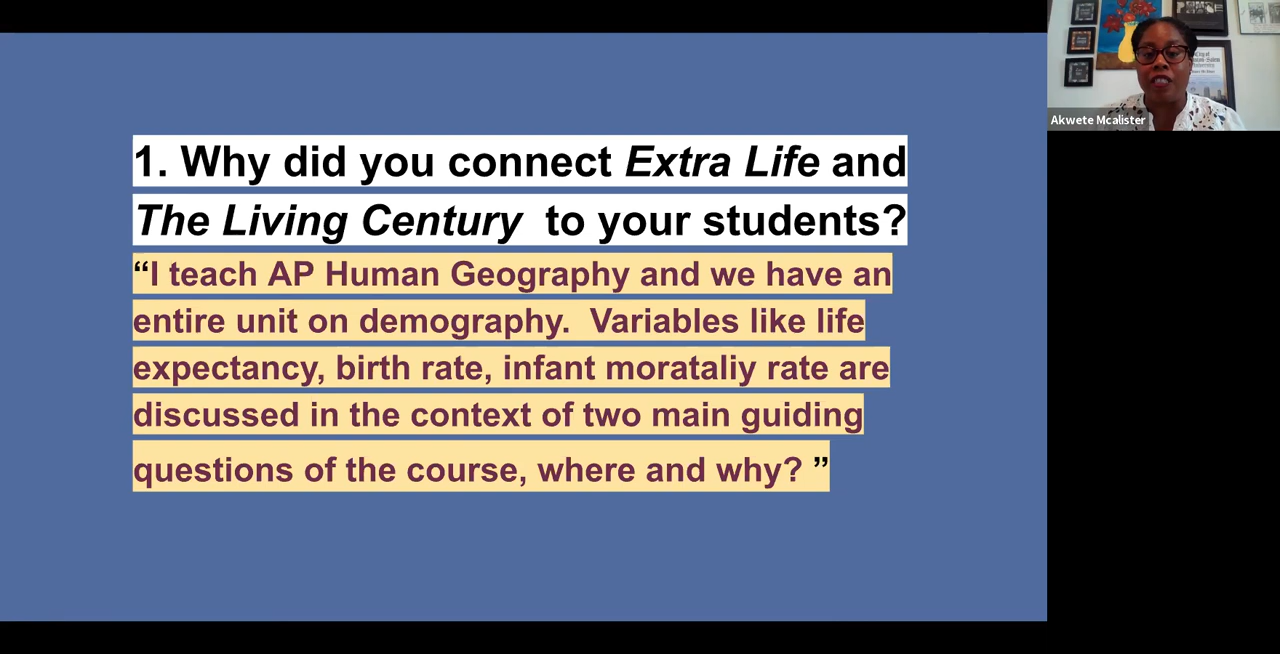 1. Why did you connect Extra Life and
The Living Century to your students?
“I teach AP Human Geography and we have an
entire unit on demography. Variables like life
expectancy, birth rate, infant morataliy rate are
discussed in the context of two main guiding
questions of the course, where and why? ”
Akwete Mcalister